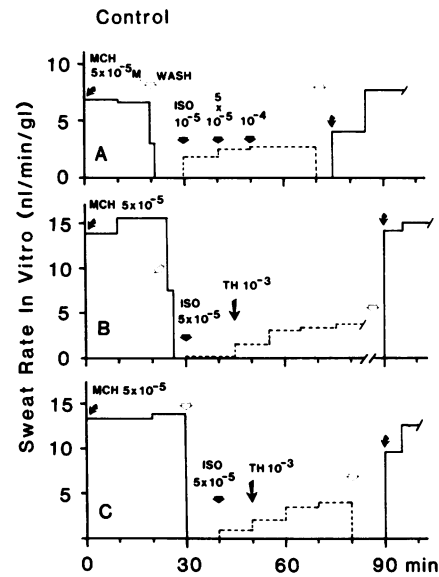 Control
Sweat Rate In Vitro (nl/min/gl)
10
5
0
MCH
5x10⁻⁵M
WASH
ISO
10⁻⁵
5
x
10⁻⁵
10⁻⁴
A
15
10
5
0
MCH 5x10⁻⁵
ISO
5x10⁻⁵
TH 10⁻³
B
15
10
5
MCH 5x10⁻⁵
ISO
5x10⁻⁵
TH 10⁻³
C
0 30 60 90 min